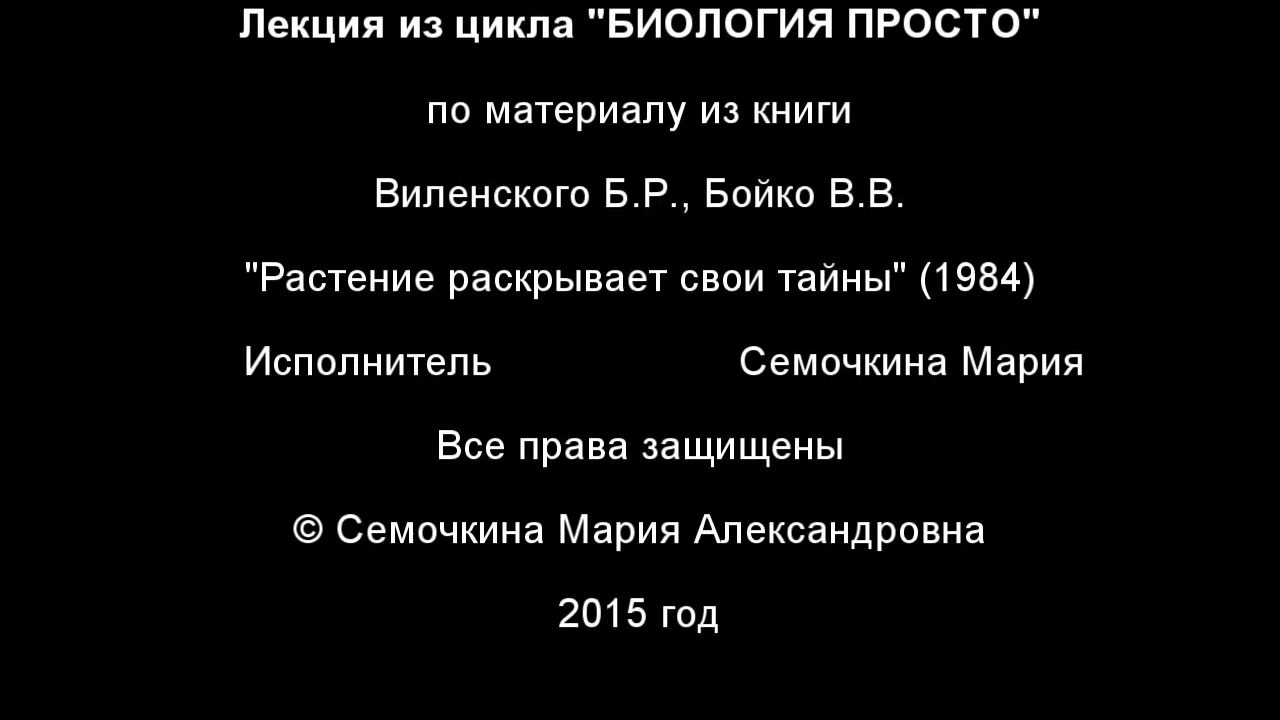 Лекция из цикла "БИОЛОГИЯ ПРОСТО"
по материалу из книги
Виленского Б.Р., Бойко В.В.
"Растение раскрывает свои тайны" (1984)
Исполнитель Семочкина Мария
Все права защищены
© Семочкина Мария Александровна
2015 год